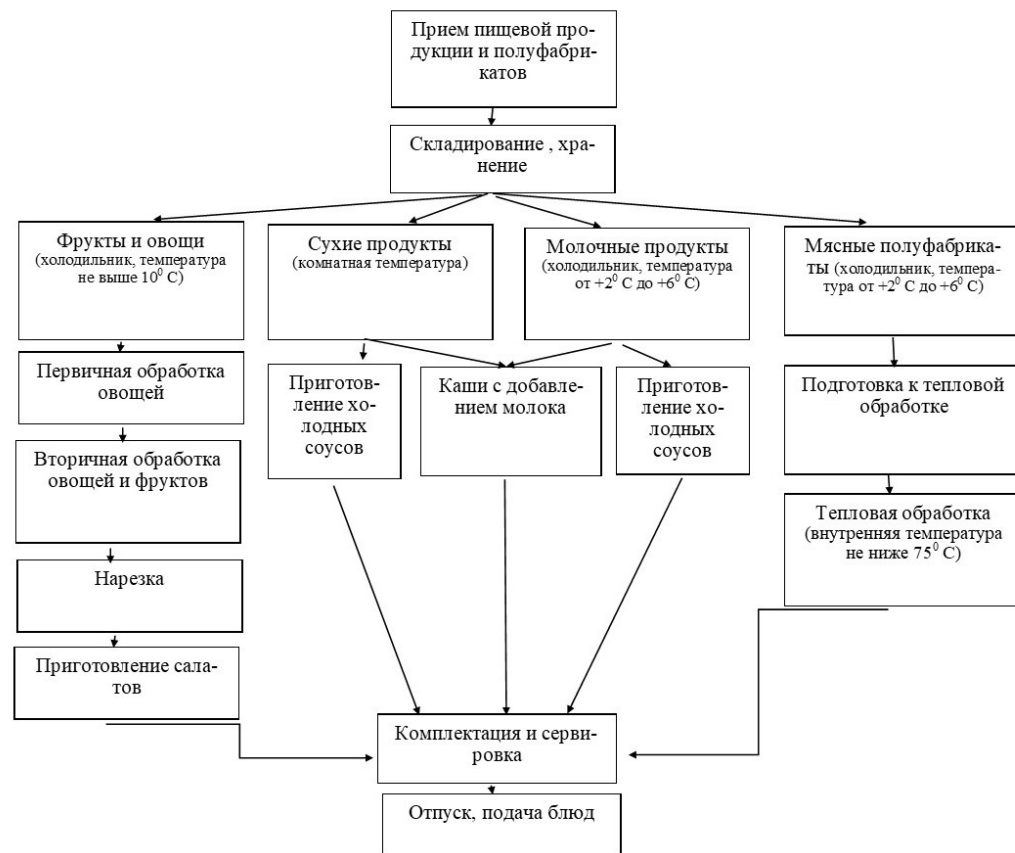 Прием пищевой про-
дукции и полуфабри-
катов
Складирование , хра-
нение
Фрукты и овощи
(холодильник, температура
не выше 10⁰ С)
Сухие продукты
(комнатная температура)
Молочные продукты
(холодильник, температура
от +2⁰ С до +6⁰ С)
Мясные полуфабрика-
ты (холодильник, темпера-
тура от +2⁰ С до +6⁰ С)
Первичная обработка
овощей
Приготов-
ление хо-
лодных
соусов
Каши с добавле-
нием молока
Приготов-
ление хо-
лодных
соусов
Подготовка к тепловой
обработке
Вторичная обработка
овощей и фруктов
Тепловая обработка
(внутренняя температура
не ниже 75⁰ С)
Нарезка
Приготовление сала-
тов
Комплектация и серви-
ровка
Отпуск, подача блюд